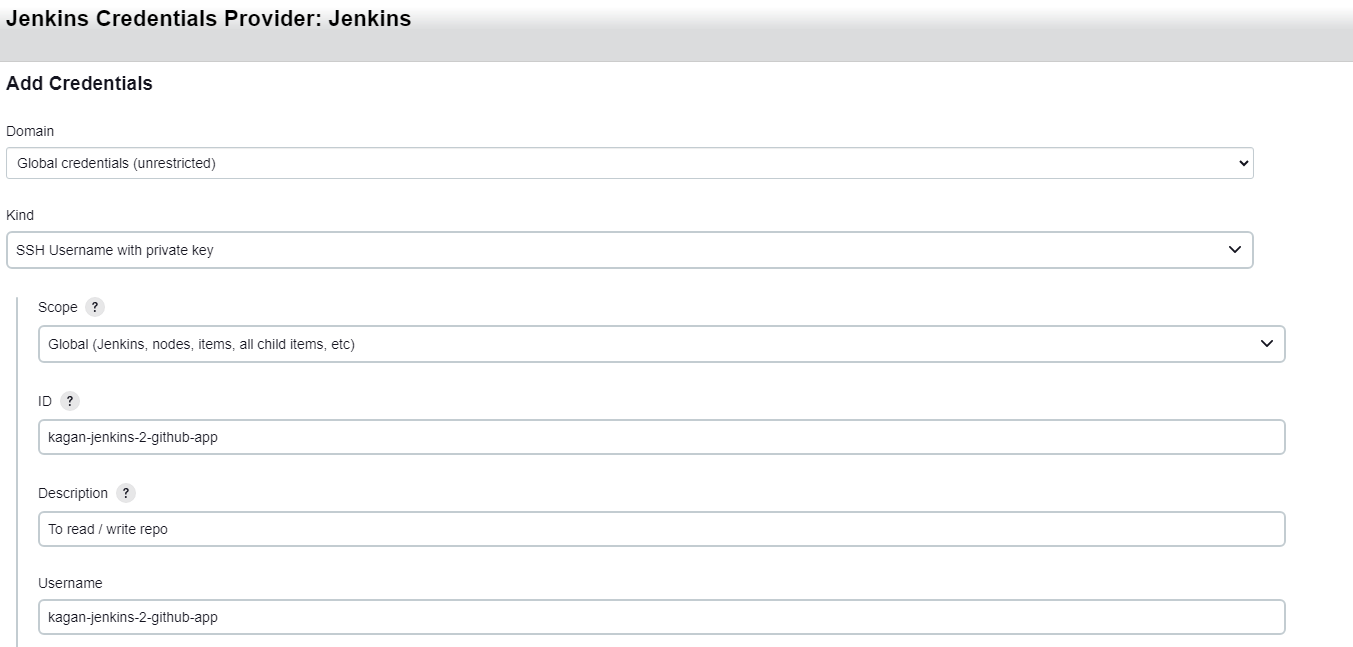 Jenkins Credentials Provider: Jenkins
Add Credentials
Domain
Global credentials (unrestricted)
Kind
SSH Username with private key
Scope ?
Global (Jenkins, nodes, items, all child items, etc)
ID ?
kagan-jenkins-2-github-app
Description ?
To read / write repo
Username
kagan-jenkins-2-github-app